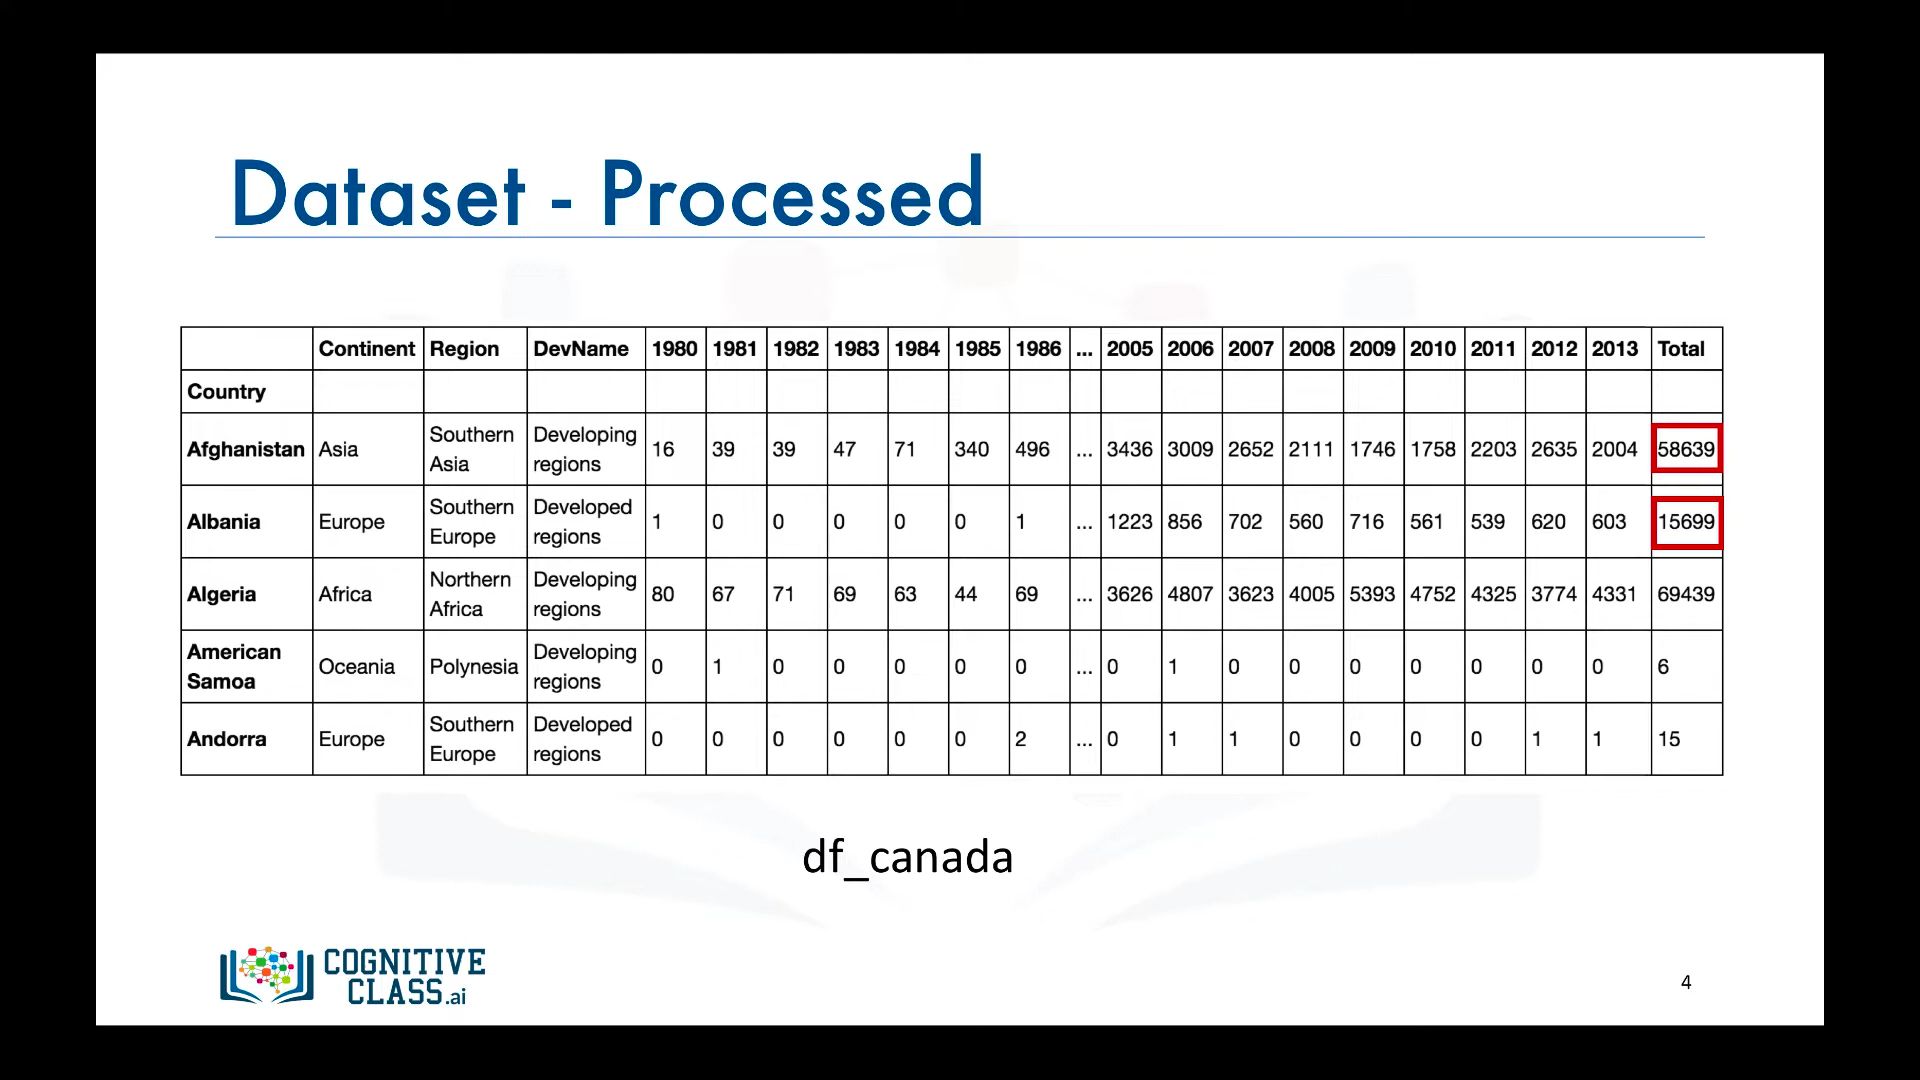 Dataset - Processed
Continent Region DevName 1980 1981 1982 1983 1984 1985 1986 ... 2005 2006 2007 2008 2009 2010 2011 2012 2013 Total
Country
Afghanistan Asia Southern Asia Developing regions 16 39 39 47 71 340 496 ... 3436 3009 2652 2111 1746 1758 2203 2635 2004 58639
Albania Europe Southern Europe Developed regions 1 0 0 0 0 0 1 ... 1223 856 702 560 716 561 539 620 603 15699
Algeria Africa Northern Africa Developing regions 80 67 71 69 63 44 69 ... 3626 4807 3623 4005 5393 4752 4325 3774 4331 69439
American Samoa Oceania Polynesia Developing regions 0 1 0 0 0 0 0 ... 0 1 0 0 0 0 0 0 0 6
Andorra Europe Southern Europe Developed regions 0 0 0 0 0 0 2 ... 0 1 1 0 0 0 0 1 1 15
df_canada
COGNITIVE
CLASS.ai
4